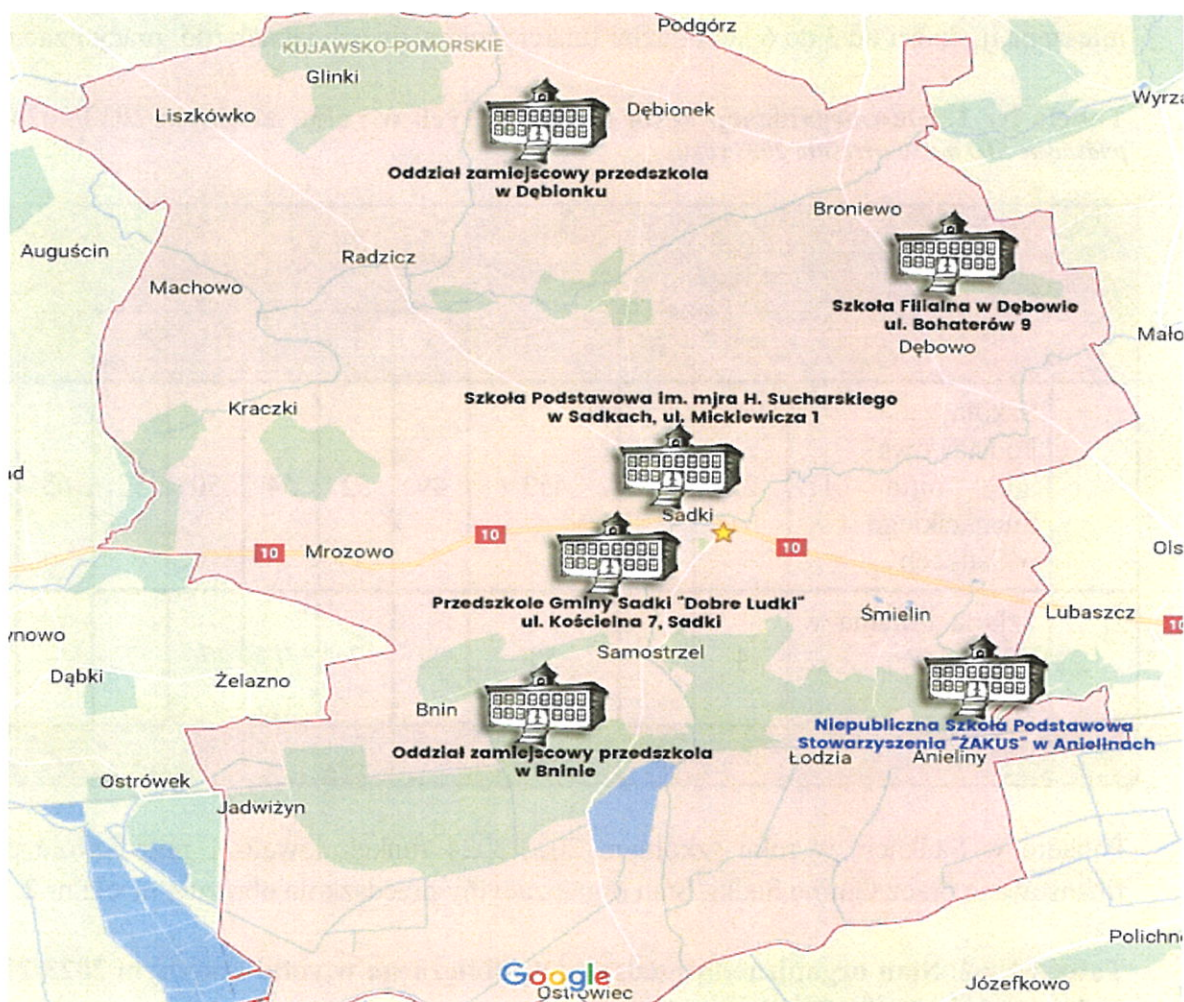 Podgórz
KUJAWSKO-POMORSKIE
Glinki
Liszkówko
Dębionek
Wyrza
Oddział zamiejscowy przedszkola
w Dębionku
Broniewo
Auguścin
Radzicz
Machowo
Szkoła Filialna w Dębowie
ul. Bohaterów 9
Mało
Dębowo
Szkoła Podstawowa im. mjra H. Sucharskiego
w Sadkach, ul. Mickiewicza 1
Kraczki
Sadki
10
10
10
Mrozowo
Ols
Przedszkole Gminy Sadki "Dobre Ludki"
ul. Kościelna 7, Sadki
Śmielin
Lubaszcz
10
ynowo
Samostrzel
Dąbki
Żelazno
Bnin
Niepubliczna Szkoła Podstawowa
Stowarzyszenia "ŻAKUS" w Anielinach
Oddział zamiejscowy przedszkola
w Bninie
Łodzia
Anieliny
Ostrówek
Jadwiżyn
Polichn
Google
Ostrowiec
Józefkowo